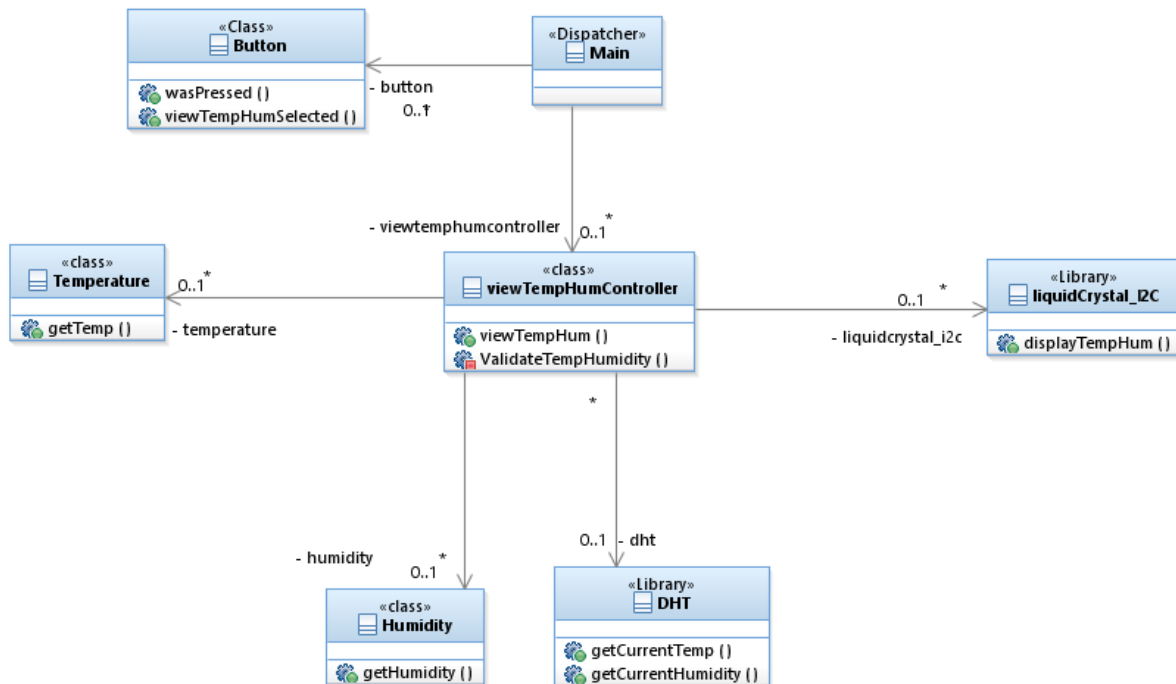 «Class»
Button
wasPressed ()
viewTempHumSelected ()
«Dispatcher»
Main
- button
0..1
*
- viewtemphumcontroller
0..1
*
«class»
Temperature
getTemp ()
0..1
*
- temperature
«class»
viewTempHumController
viewTempHum ()
ValidateTempHumidity ()
0..1
*
- liquidcrystal_i2c
«Library»
liquidCrystal_I2C
displayTempHum ()
*
- humidity
0..1
*
0..1
- dht
«class»
Humidity
getHumidity ()
«Library»
DHT
getCurrentTemp ()
getCurrentHumidity ()